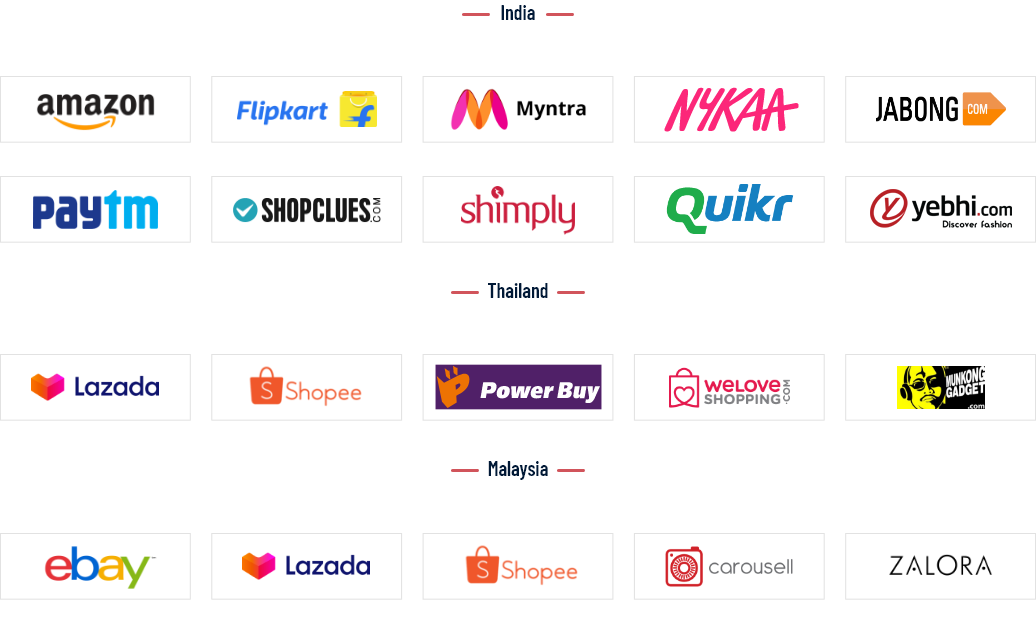 India
amazon
Flipkart
Myntra
NYKAA
JABONG COM
Paytm
SHOPCLUES.COM
shimply
Quikr
yebhi.com
Discover fashion
Thailand
Lazada
Shopee
Power Buy
weLove
SHOPPING.COM
MUNKONG
GADGET
.com
Malaysia
ebay™
Lazada
Shopee
carousell
ZALORA